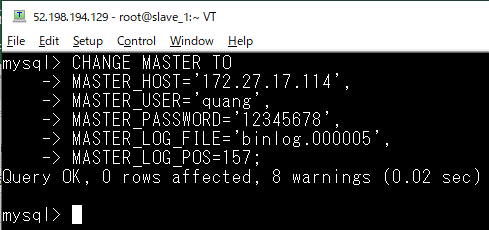 52.198.194.129 - root@slave_1:~ VT
File Edit Setup Control Window Help
mysql> CHANGE MASTER TO
-> MASTER_HOST='172.27.17.114',
-> MASTER_USER='quang',
-> MASTER_PASSWORD='12345678',
-> MASTER_LOG_FILE='binlog.000005',
-> MASTER_LOG_POS=157;
Query OK, 0 rows affected, 8 warnings (0.02 sec)
mysql>